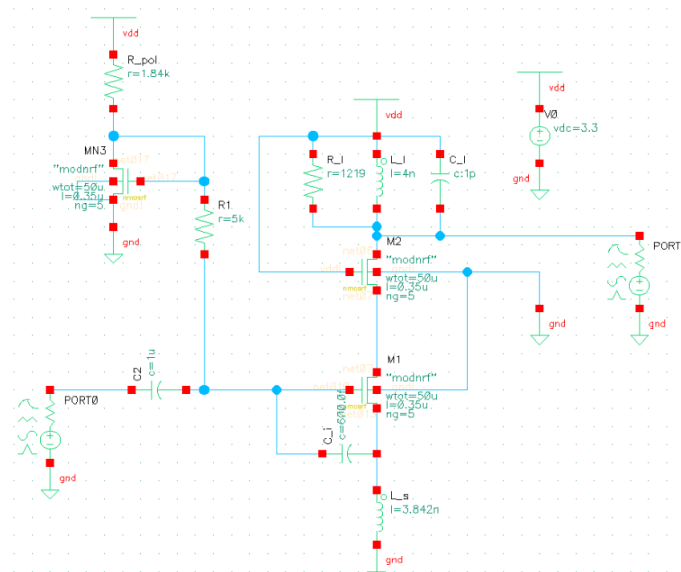 vdd
R_pol
r=1.84k
MN3
"modnrf"
wtot=50u
l=0.35u
ng=5
gnd
R1
r=5k
vdd
R_l
r=1219
L_l
l=4n
C_l
c:1p
vdd
V0
vdc=3.3
gnd
M2
"modnrf"
wtot=50u
l=0.35u
ng=5
PORT
gnd
gnd
M1
"modnrf"
wtot=50u
l=0.35u
ng=5
C2
c=1u
PORT0
gnd
C_i
L_s
l=3.842n
gnd